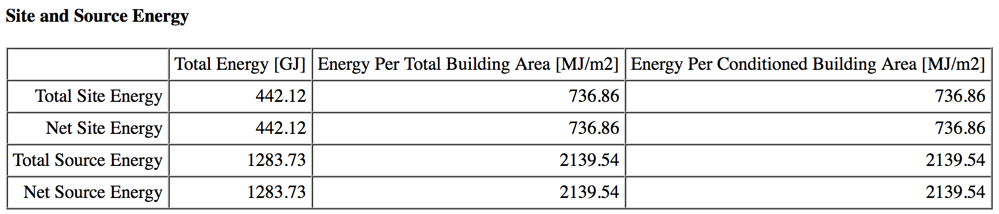 Site and Source Energy
Total Energy [GJ] Energy Per Total Building Area [MJ/m2] Energy Per Conditioned Building Area [MJ/m2]
Total Site Energy 442.12 736.86 736.86
Net Site Energy 442.12 736.86 736.86
Total Source Energy 1283.73 2139.54 2139.54
Net Source Energy 1283.73 2139.54 2139.54